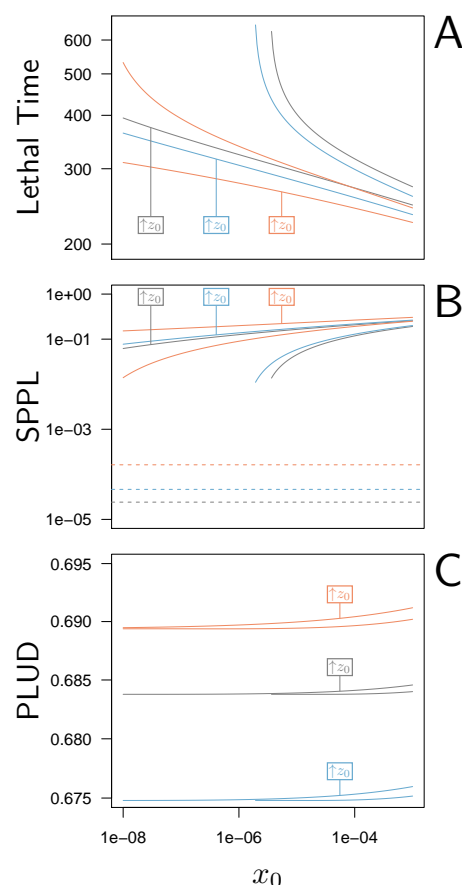 A
Lethal Time
600
500
400
300
200
↑z₀ ↑z₀ ↑z₀
B
SPPL
1e+00
1e-01
1e-03
1e-05
↑z₀ ↑z₀ ↑z₀
C
PLUD
0.695
0.690
0.685
0.680
0.675
↑z₀
↑z₀
↑z₀
1e-08 1e-06 1e-04
x₀